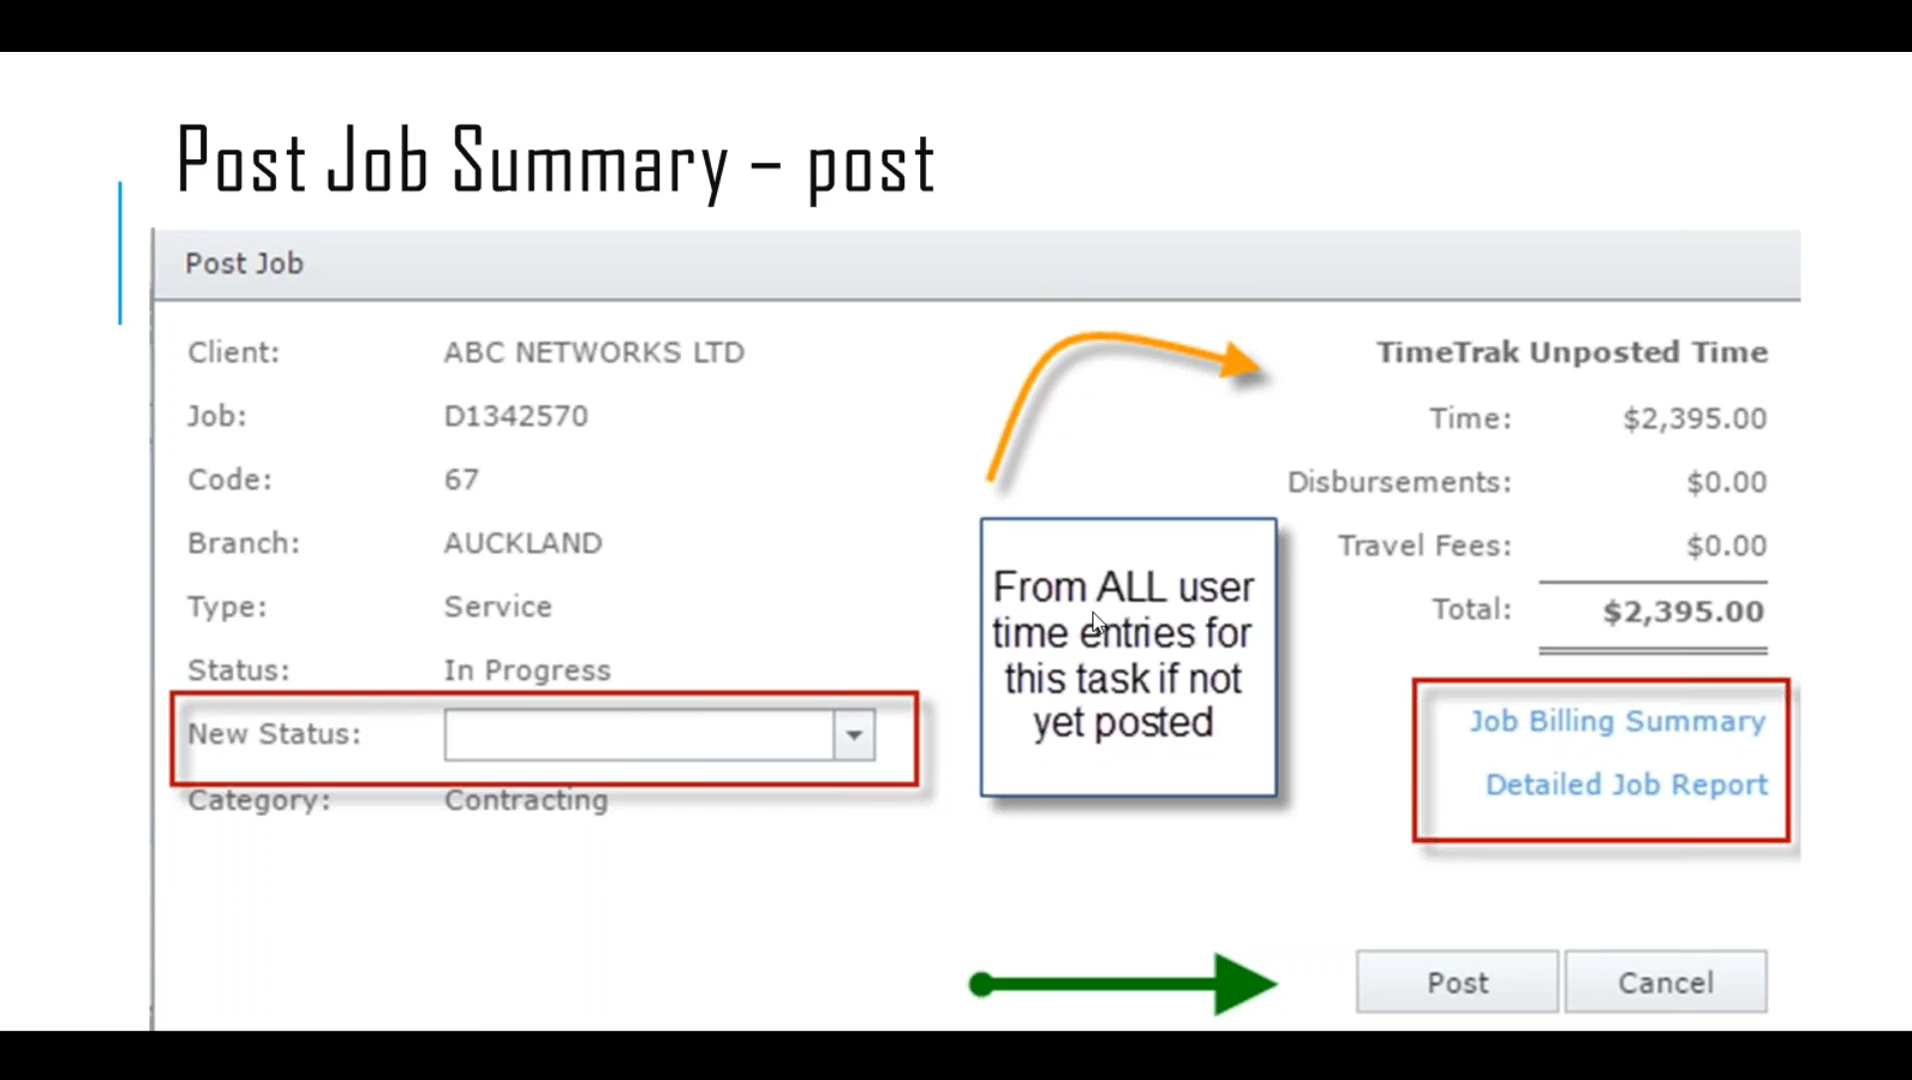 Post Job Summary – post
Post Job
Client: ABC NETWORKS LTD
Job: D1342570
Code: 67
Branch: AUCKLAND
Type: Service
Status: In Progress
New Status:
Category: Contracting
From ALL user
time entries for
this task if not
yet posted
TimeTrak Unposted Time
Time: $2,395.00
Disbursements: $0.00
Travel Fees: $0.00
Total: $2,395.00
Job Billing Summary
Detailed Job Report
Post Cancel